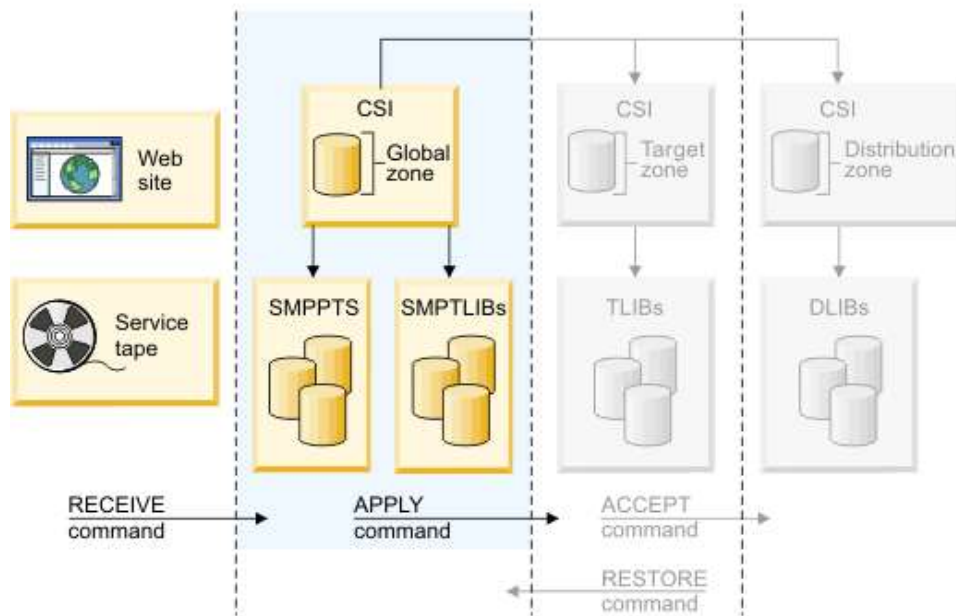 CSI
Global
zone
CSI
Target
zone
CSI
Distribution
zone
Web
site
Service
tape
SMPPTS
SMPTLIBs
TLIBs
DLIBs
RECEIVE
command
APPLY
command
ACCEPT
command
RESTORE
command